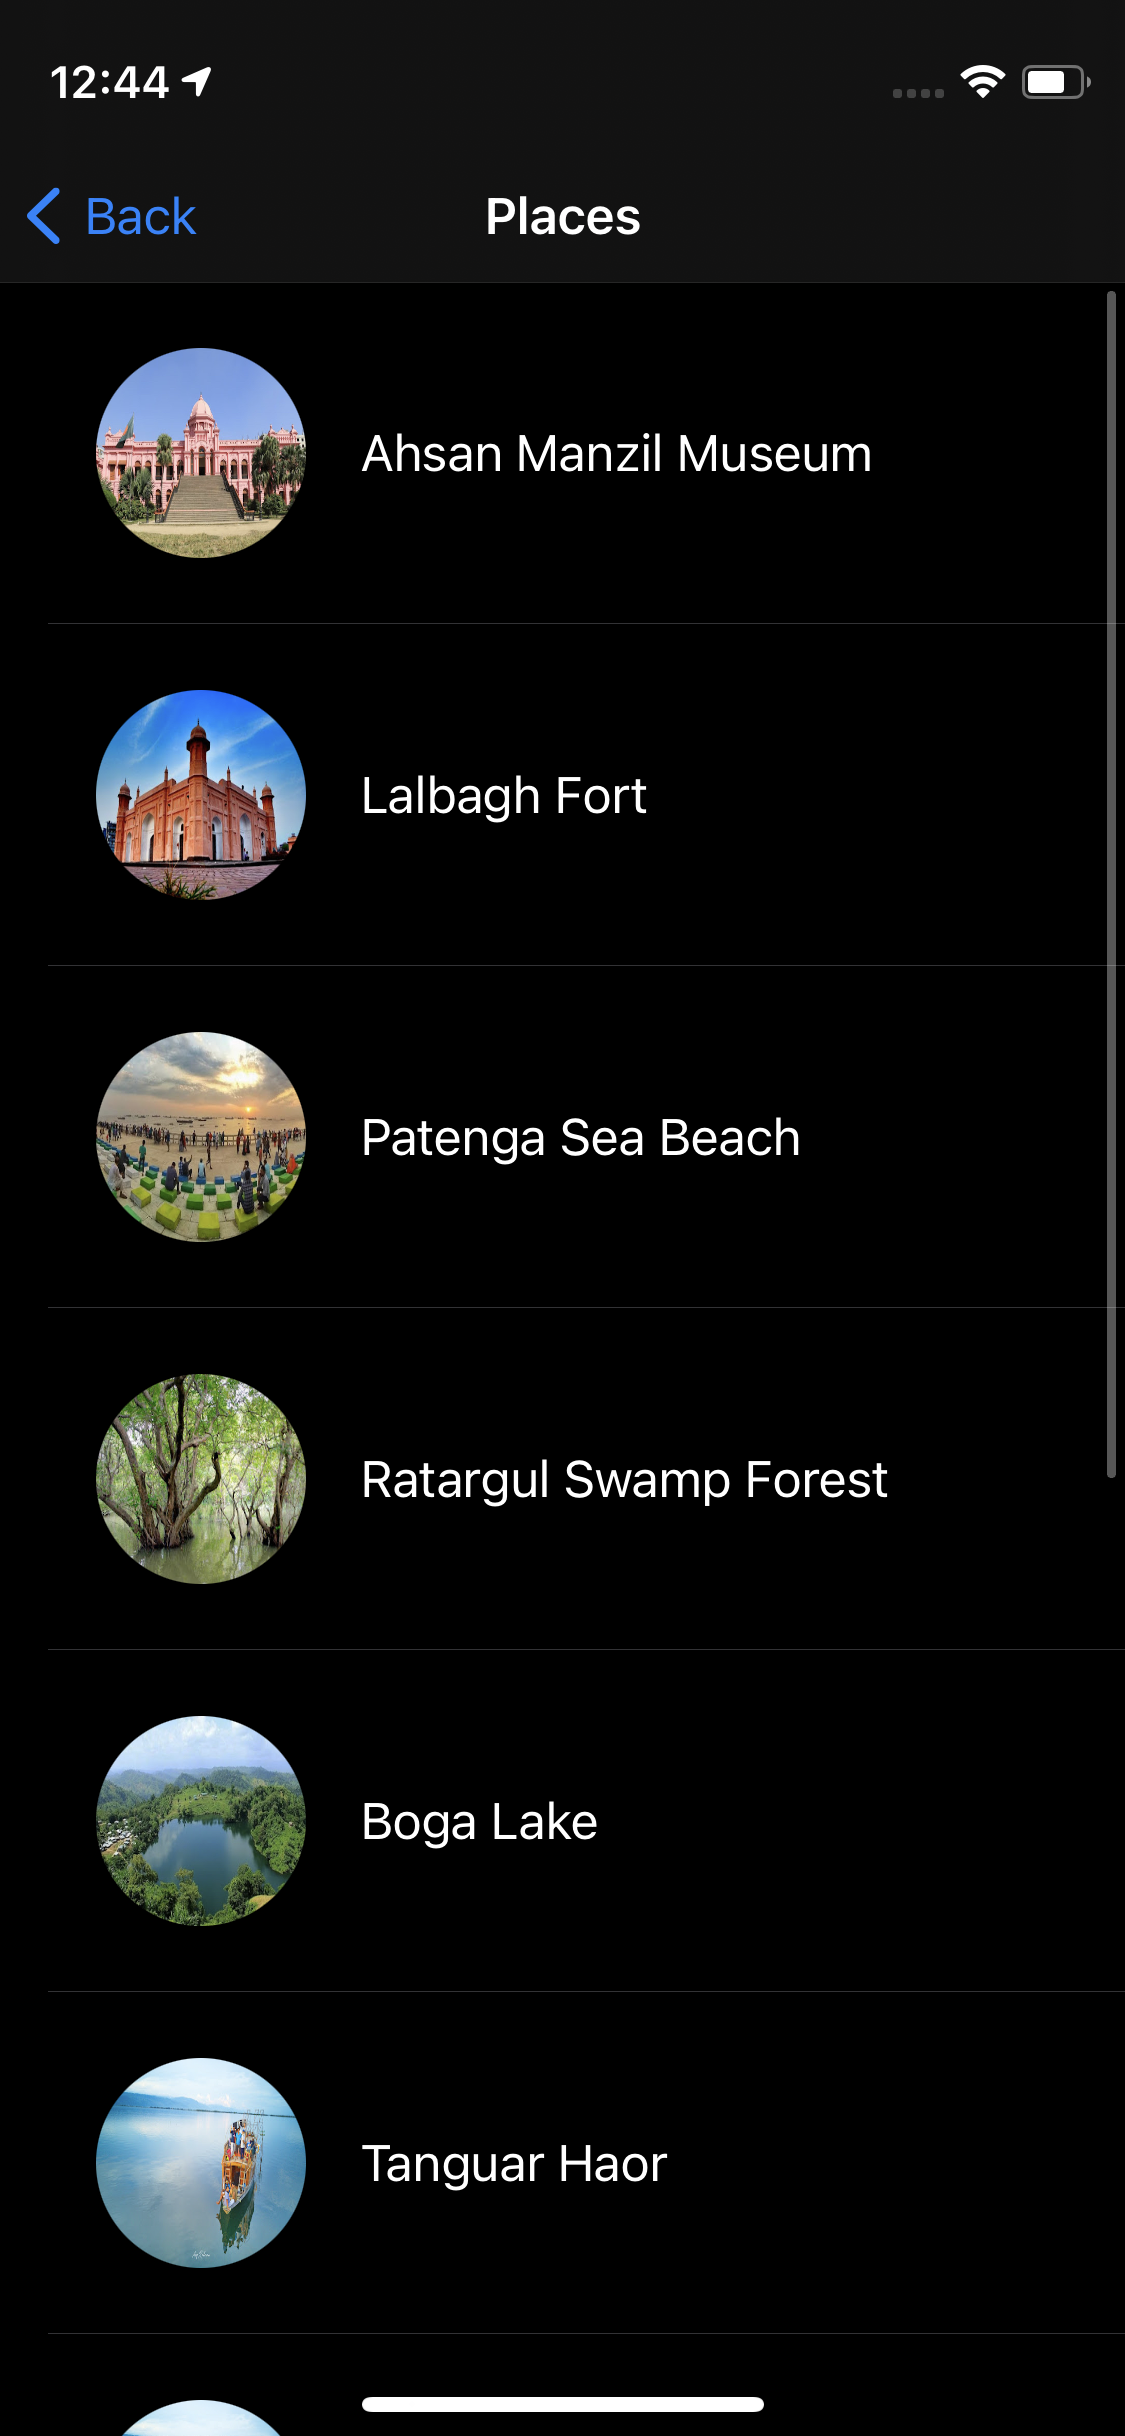 12:44
Back
Places
Ahsan Manzil Museum
Lalbagh Fort
Patenga Sea Beach
Ratargul Swamp Forest
Boga Lake
Tanguar Haor